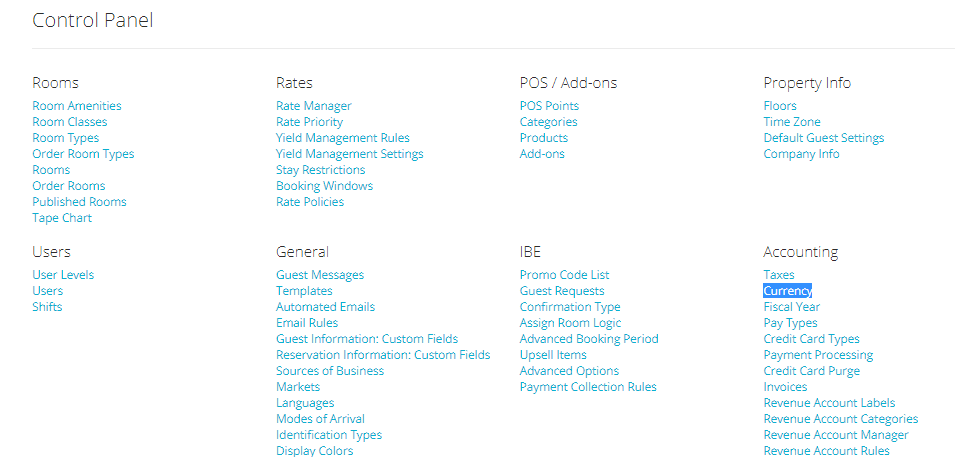 Control Panel
Rooms
Room Amenities
Room Classes
Room Types
Order Room Types
Rooms
Order Rooms
Published Rooms
Tape Chart
Rates
Rate Manager
Rate Priority
Yield Management Rules
Yield Management Settings
Stay Restrictions
Booking Windows
Rate Policies
POS / Add-ons
POS Points
Categories
Products
Add-ons
Property Info
Floors
Time Zone
Default Guest Settings
Company Info
Users
User Levels
Users
Shifts
General
Guest Messages
Templates
Automated Emails
Email Rules
Guest Information: Custom Fields
Reservation Information: Custom Fields
Sources of Business
Markets
Languages
Modes of Arrival
Identification Types
Display Colors
IBE
Promo Code List
Guest Requests
Confirmation Type
Assign Room Logic
Advanced Booking Period
Upsell Items
Advanced Options
Payment Collection Rules
Accounting
Taxes
Currency
Fiscal Year
Pay Types
Credit Card Types
Payment Processing
Credit Card Purge
Invoices
Revenue Account Labels
Revenue Account Categories
Revenue Account Manager
Revenue Account Rules